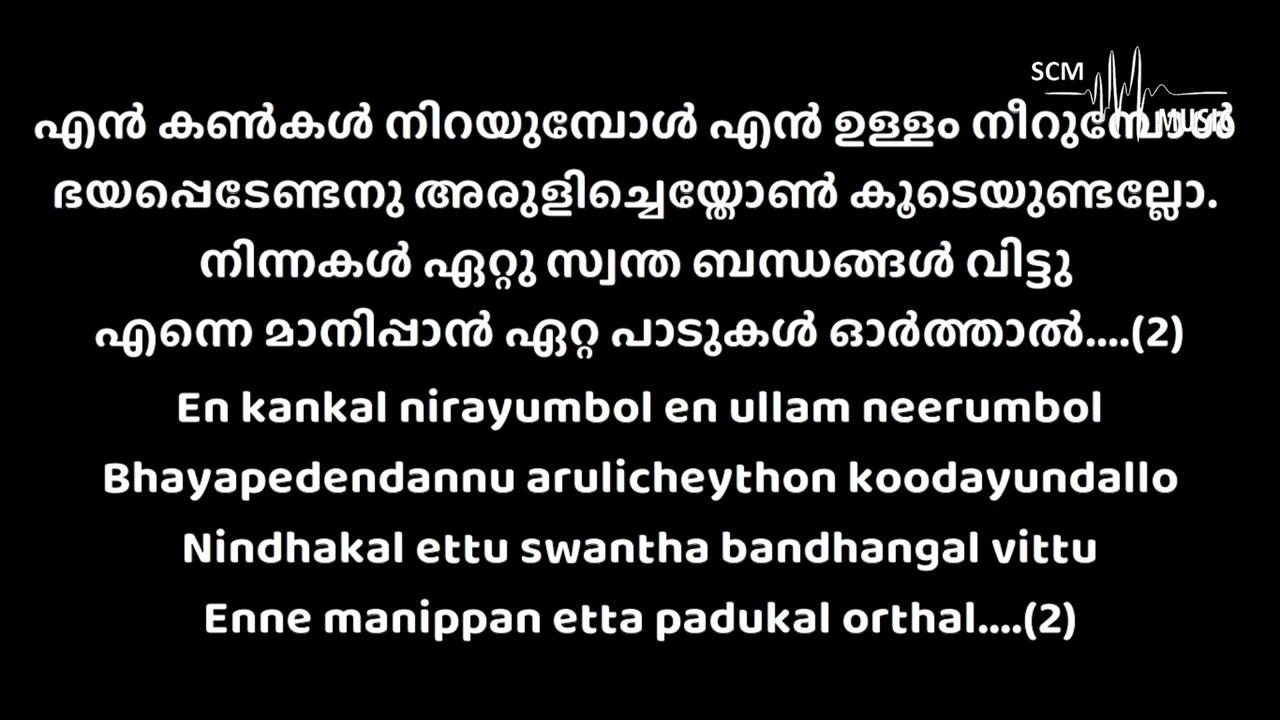 SCM
MUSIC
എൻ കൺകൾ നിറയുമ്പോൾ എൻ ഉള്ളം നീറുമ്പോൾ
ഭയപ്പെടേണ്ടനു അരുളിച്ചെയ്തോൺ കൂടെയുണ്ടല്ലോ.
നിന്നകൾ ഏറ്റു സ്വന്ത ബന്ധങ്ങൾ വിട്ടു
എന്നെ മാനിപ്പാൻ ഏറ്റ പാടുകൾ ഓർത്താൽ....(2)
En kankal nirayumbol en ullam neerumbol
Bhayapedendannu arulicheython koodayundallo
Nindhakal ettu swantha bandhangal vittu
Enne manippan etta padukal orthal....(2)